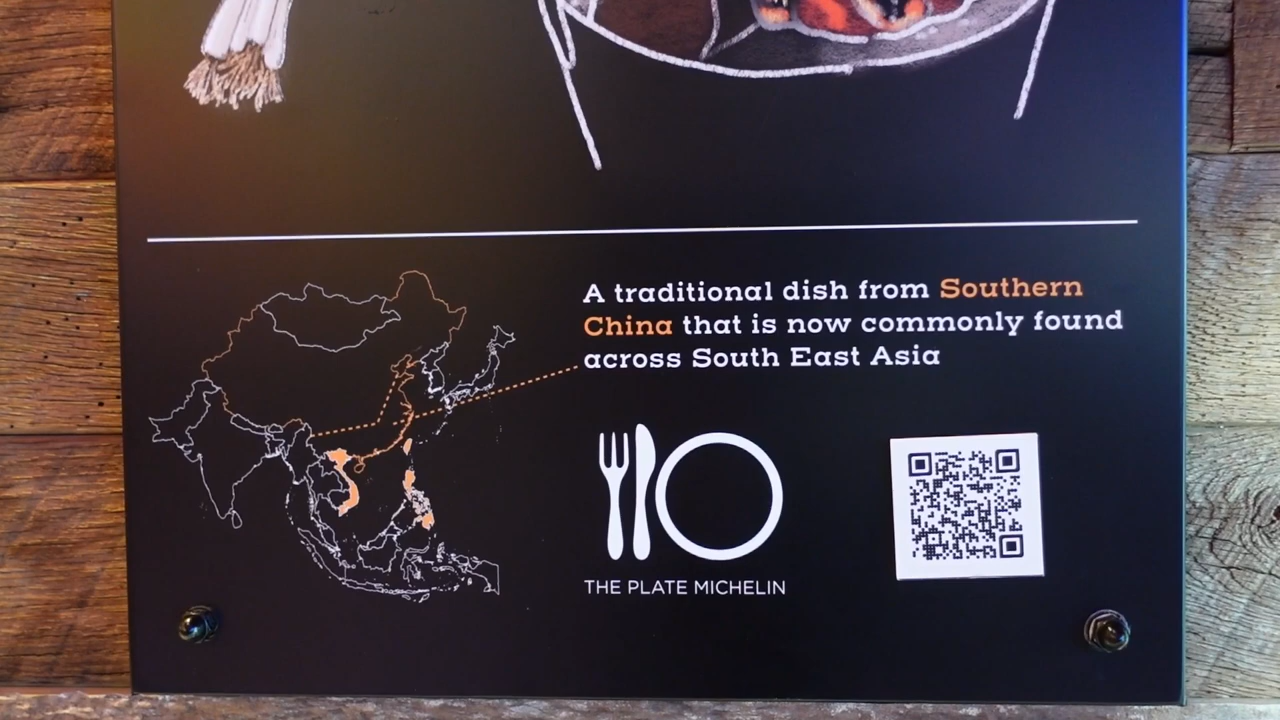 A traditional dish from Southern
China that is now commonly found
across South East Asia
THE PLATE MICHELIN